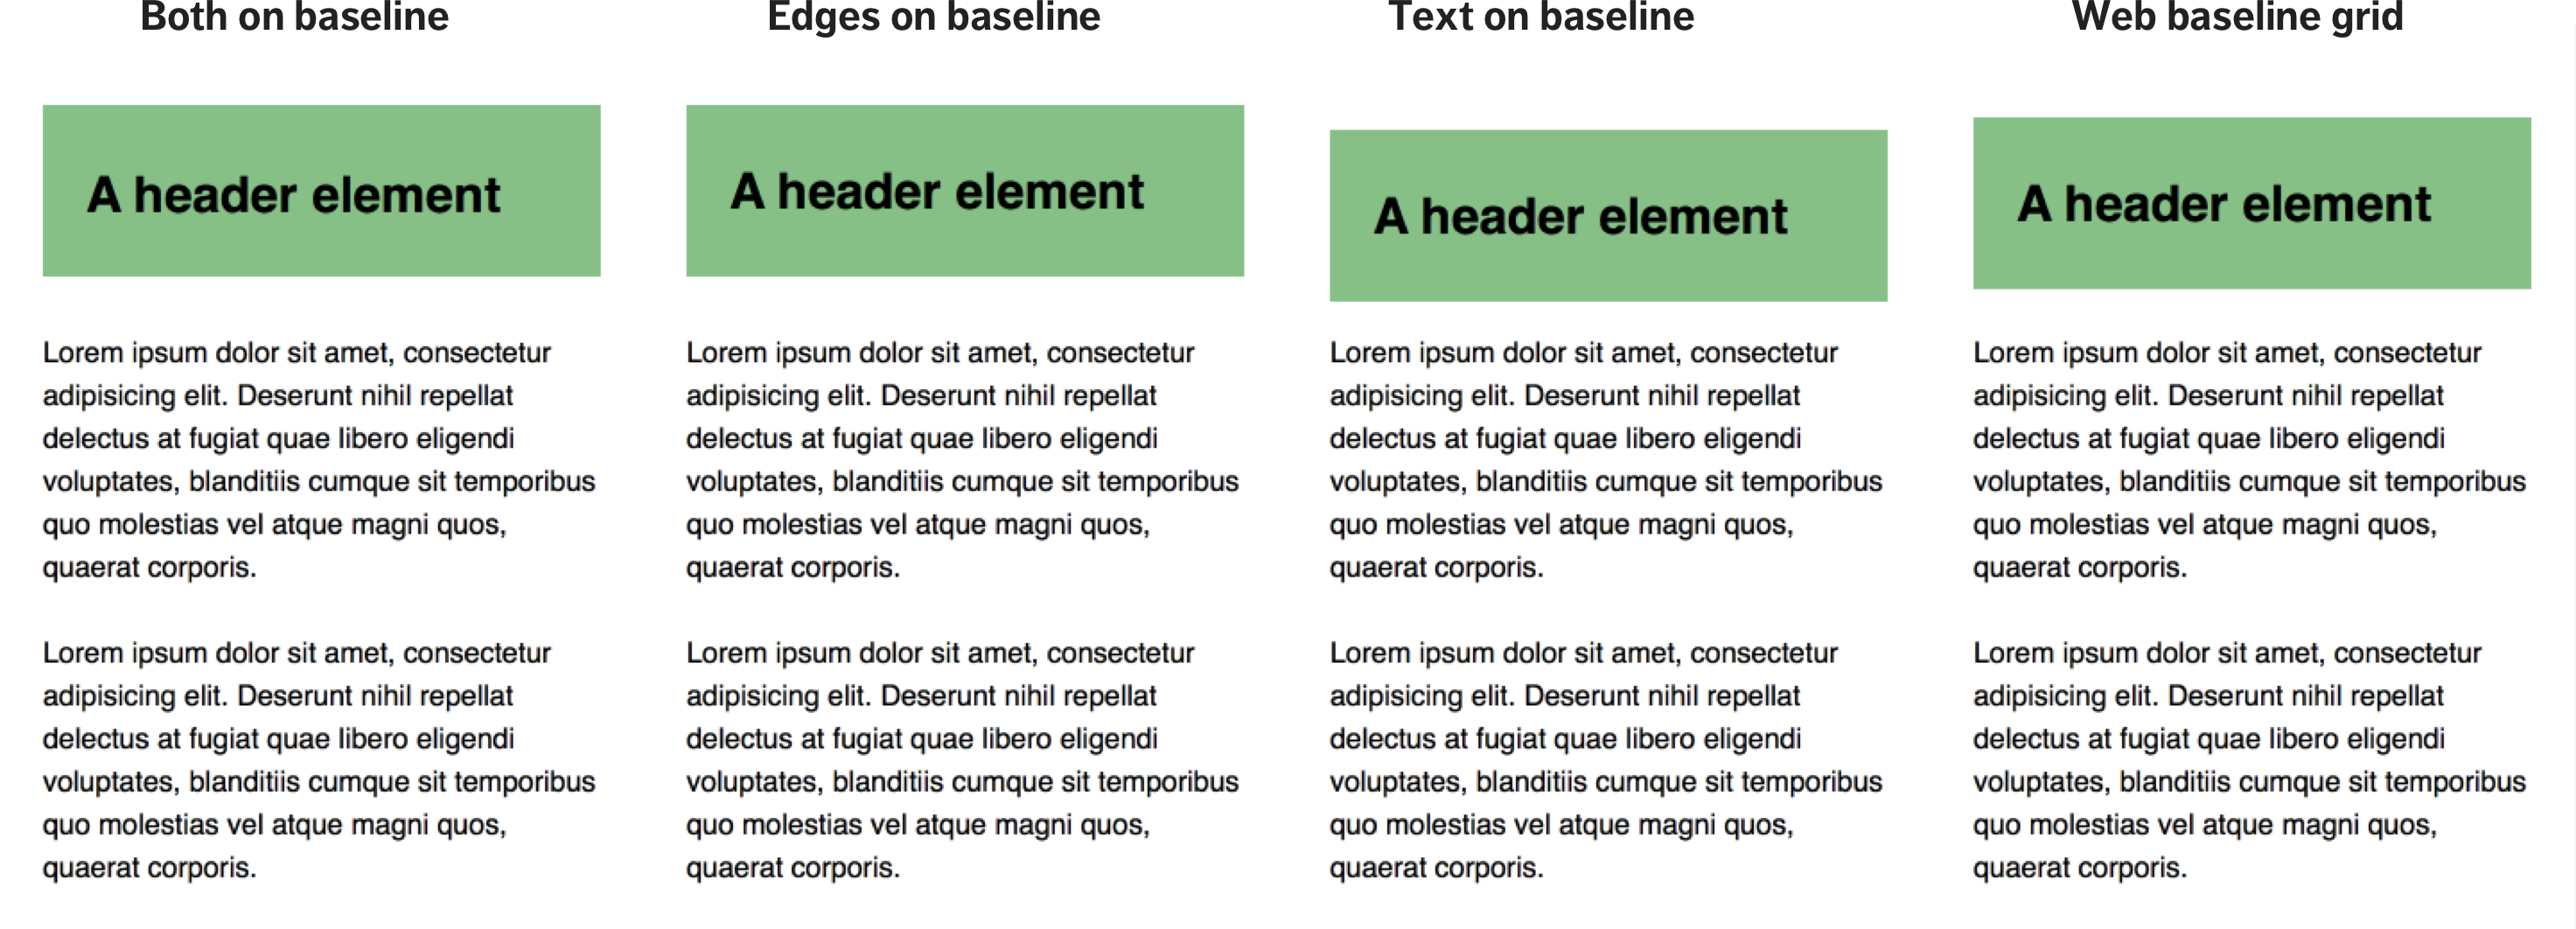 Both on baseline
A header element
Lorem ipsum dolor sit amet, consectetur
adipisicing elit. Deserunt nihil repellat
delectus at fugiat quae libero eligendi
voluptates, blanditiis cumque sit temporibus
quo molestias vel atque magni quos,
quaerat corporis.
Lorem ipsum dolor sit amet, consectetur
adipisicing elit. Deserunt nihil repellat
delectus at fugiat quae libero eligendi
voluptates, blanditiis cumque sit temporibus
quo molestias vel atque magni quos,
quaerat corporis.
Edges on baseline
A header element
Lorem ipsum dolor sit amet, consectetur
adipisicing elit. Deserunt nihil repellat
delectus at fugiat quae libero eligendi
voluptates, blanditiis cumque sit temporibus
quo molestias vel atque magni quos,
quaerat corporis.
Lorem ipsum dolor sit amet, consectetur
adipisicing elit. Deserunt nihil repellat
delectus at fugiat quae libero eligendi
voluptates, blanditiis cumque sit temporibus
quo molestias vel atque magni quos,
quaerat corporis.
Text on baseline
A header element
Lorem ipsum dolor sit amet, consectetur
adipisicing elit. Deserunt nihil repellat
delectus at fugiat quae libero eligendi
voluptates, blanditiis cumque sit temporibus
quo molestias vel atque magni quos,
quaerat corporis.
Lorem ipsum dolor sit amet, consectetur
adipisicing elit. Deserunt nihil repellat
delectus at fugiat quae libero eligendi
voluptates, blanditiis cumque sit temporibus
quo molestias vel atque magni quos,
quaerat corporis.
Web baseline grid
A header element
Lorem ipsum dolor sit amet, consectetur
adipisicing elit. Deserunt nihil repellat
delectus at fugiat quae libero eligendi
voluptates, blanditiis cumque sit temporibus
quo molestias vel atque magni quos,
quaerat corporis.
Lorem ipsum dolor sit amet, consectetur
adipisicing elit. Deserunt nihil repellat
delectus at fugiat quae libero eligendi
voluptates, blanditiis cumque sit temporibus
quo molestias vel atque magni quos,
quaerat corporis.